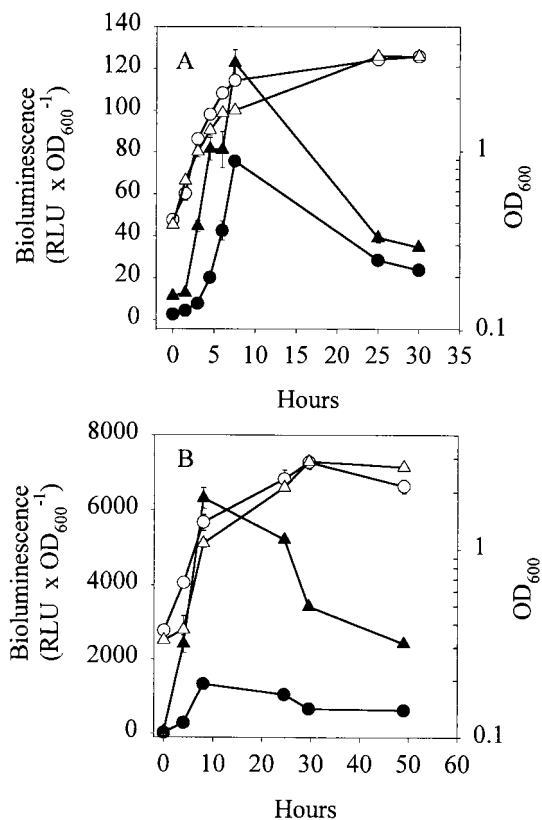 A
140
120
100
80
60
40
20
0
Bioluminescence
(RLU x OD600-1)
1
0.1
OD600
0 5 10 15 20 25 30 35
Hours
B
8000
6000
4000
2000
0
Bioluminescence
(RLU x OD600-1)
1
0.1
OD600
0 10 20 30 40 50 60
Hours